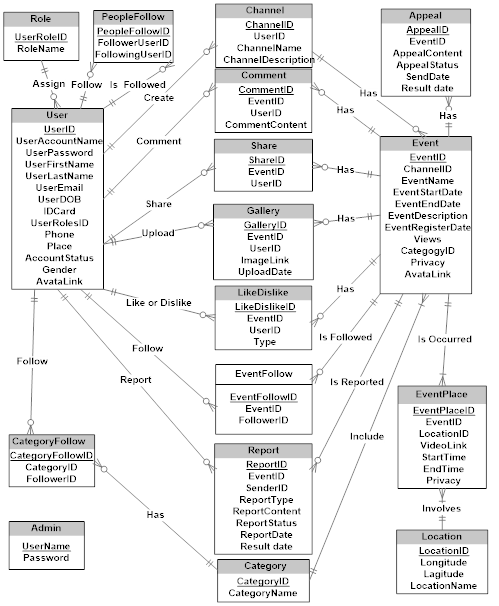 Role
UserRoleID
RoleName
PeopleFollow
PeopleFollowID
FollowerUserID
FollowingUserID
Channel
ChannelID
UserID
ChannelName
ChannelDescription
Appeal
AppealID
EventID
AppealContent
AppealStatus
SendDate
Result date
Assign
Follow
Is Followed
Create
Comment
CommentID
EventID
UserID
CommentContent
Has
Has
Has
User
UserID
UserAccountName
UserPassword
UserFirstName
UserLastName
UserEmail
UserDOB
IDCard
UserRolesID
Phone
Place
AccountStatus
Gender
AvataLink
Comment
Share
ShareID
EventID
UserID
Has
Event
EventID
ChannelID
EventName
EventStartDate
EventEndDate
EventDescription
EventRegisterDate
Views
CategogyID
Privacy
AvataLink
Share
Upload
Gallery
GalleryID
EventID
UserID
ImageLink
UploadDate
Has
Like or Dislike
LikeDislike
LikeDislikeID
EventID
UserID
Type
Has
Follow
Is Followed
Is Occurred
Follow
Report
EventFollow
EventFollowID
EventID
FollowerID
Is Reported
EventPlace
EventPlaceID
EventID
LocationID
VideoLink
StartTime
EndTime
Privacy
CategoryFollow
CategoryFollowID
CategoryID
FollowerID
Report
ReportID
EventID
SenderID
ReportType
ReportContent
ReportStatus
ReportDate
Result date
Include
Involves
Has
Admin
UserName
Password
Category
CategoryID
CategoryName
Location
LocationID
Longitude
Lagitude
LocationName